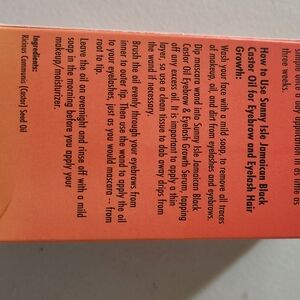 three weeks.
How to Use Sunny Isle Jamaican Black
Castor Oil For Eyebrow and Eyelash Hair
Growth:
Wash your face with a mild soap, to remove all traces
of makeup, oil, and dirt from eyelashes and eyebrows.
Dip mascara wand into Sunny Isle Jamaican Black
Castor Oil Eyebrow & Eyelash Growth Serum, tapping
off any excess oil. It is important to apply a thin
layer, so use a clean tissue to dab away drips from
the wand if necessary.
Brush the oil evenly through your eyebrows from
inner to outer tip. Then use the wand to apply the oil
to your eyelashes, just as you would mascara -- from
root to tip.
Leave the oil on overnight and rinse off with a mild
soap in the morning before you apply your
makeup/moisturizer.
Ingredients:
Ricinus Communis (Castor) Seed Oil